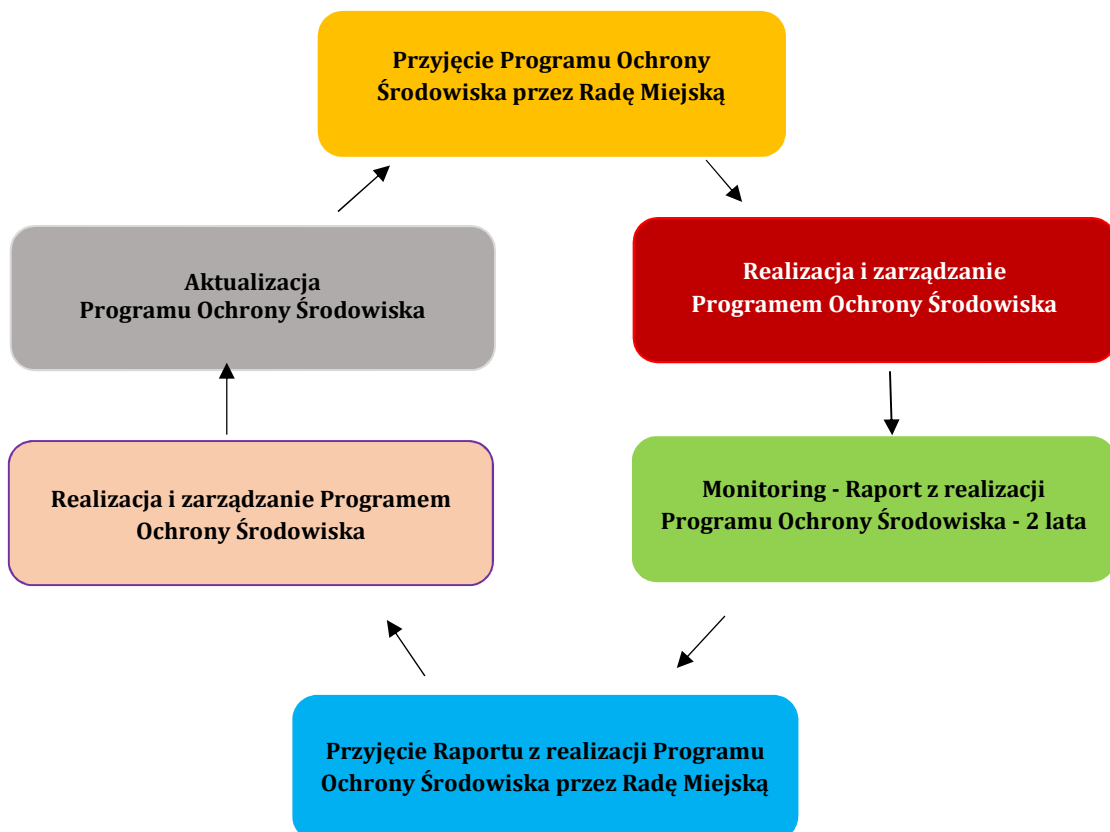 Przyjęcie Programu Ochrony
Środowiska przez Radę Miejską
Aktualizacja
Programu Ochrony Środowiska
Realizacja i zarządzanie
Programem Ochrony Środowiska
Realizacja i zarządzanie Programem
Ochrony Środowiska
Monitoring - Raport z realizacji
Programu Ochrony Środowiska - 2 lata
Przyjęcie Raportu z realizacji Programu
Ochrony Środowiska przez Radę Miejską